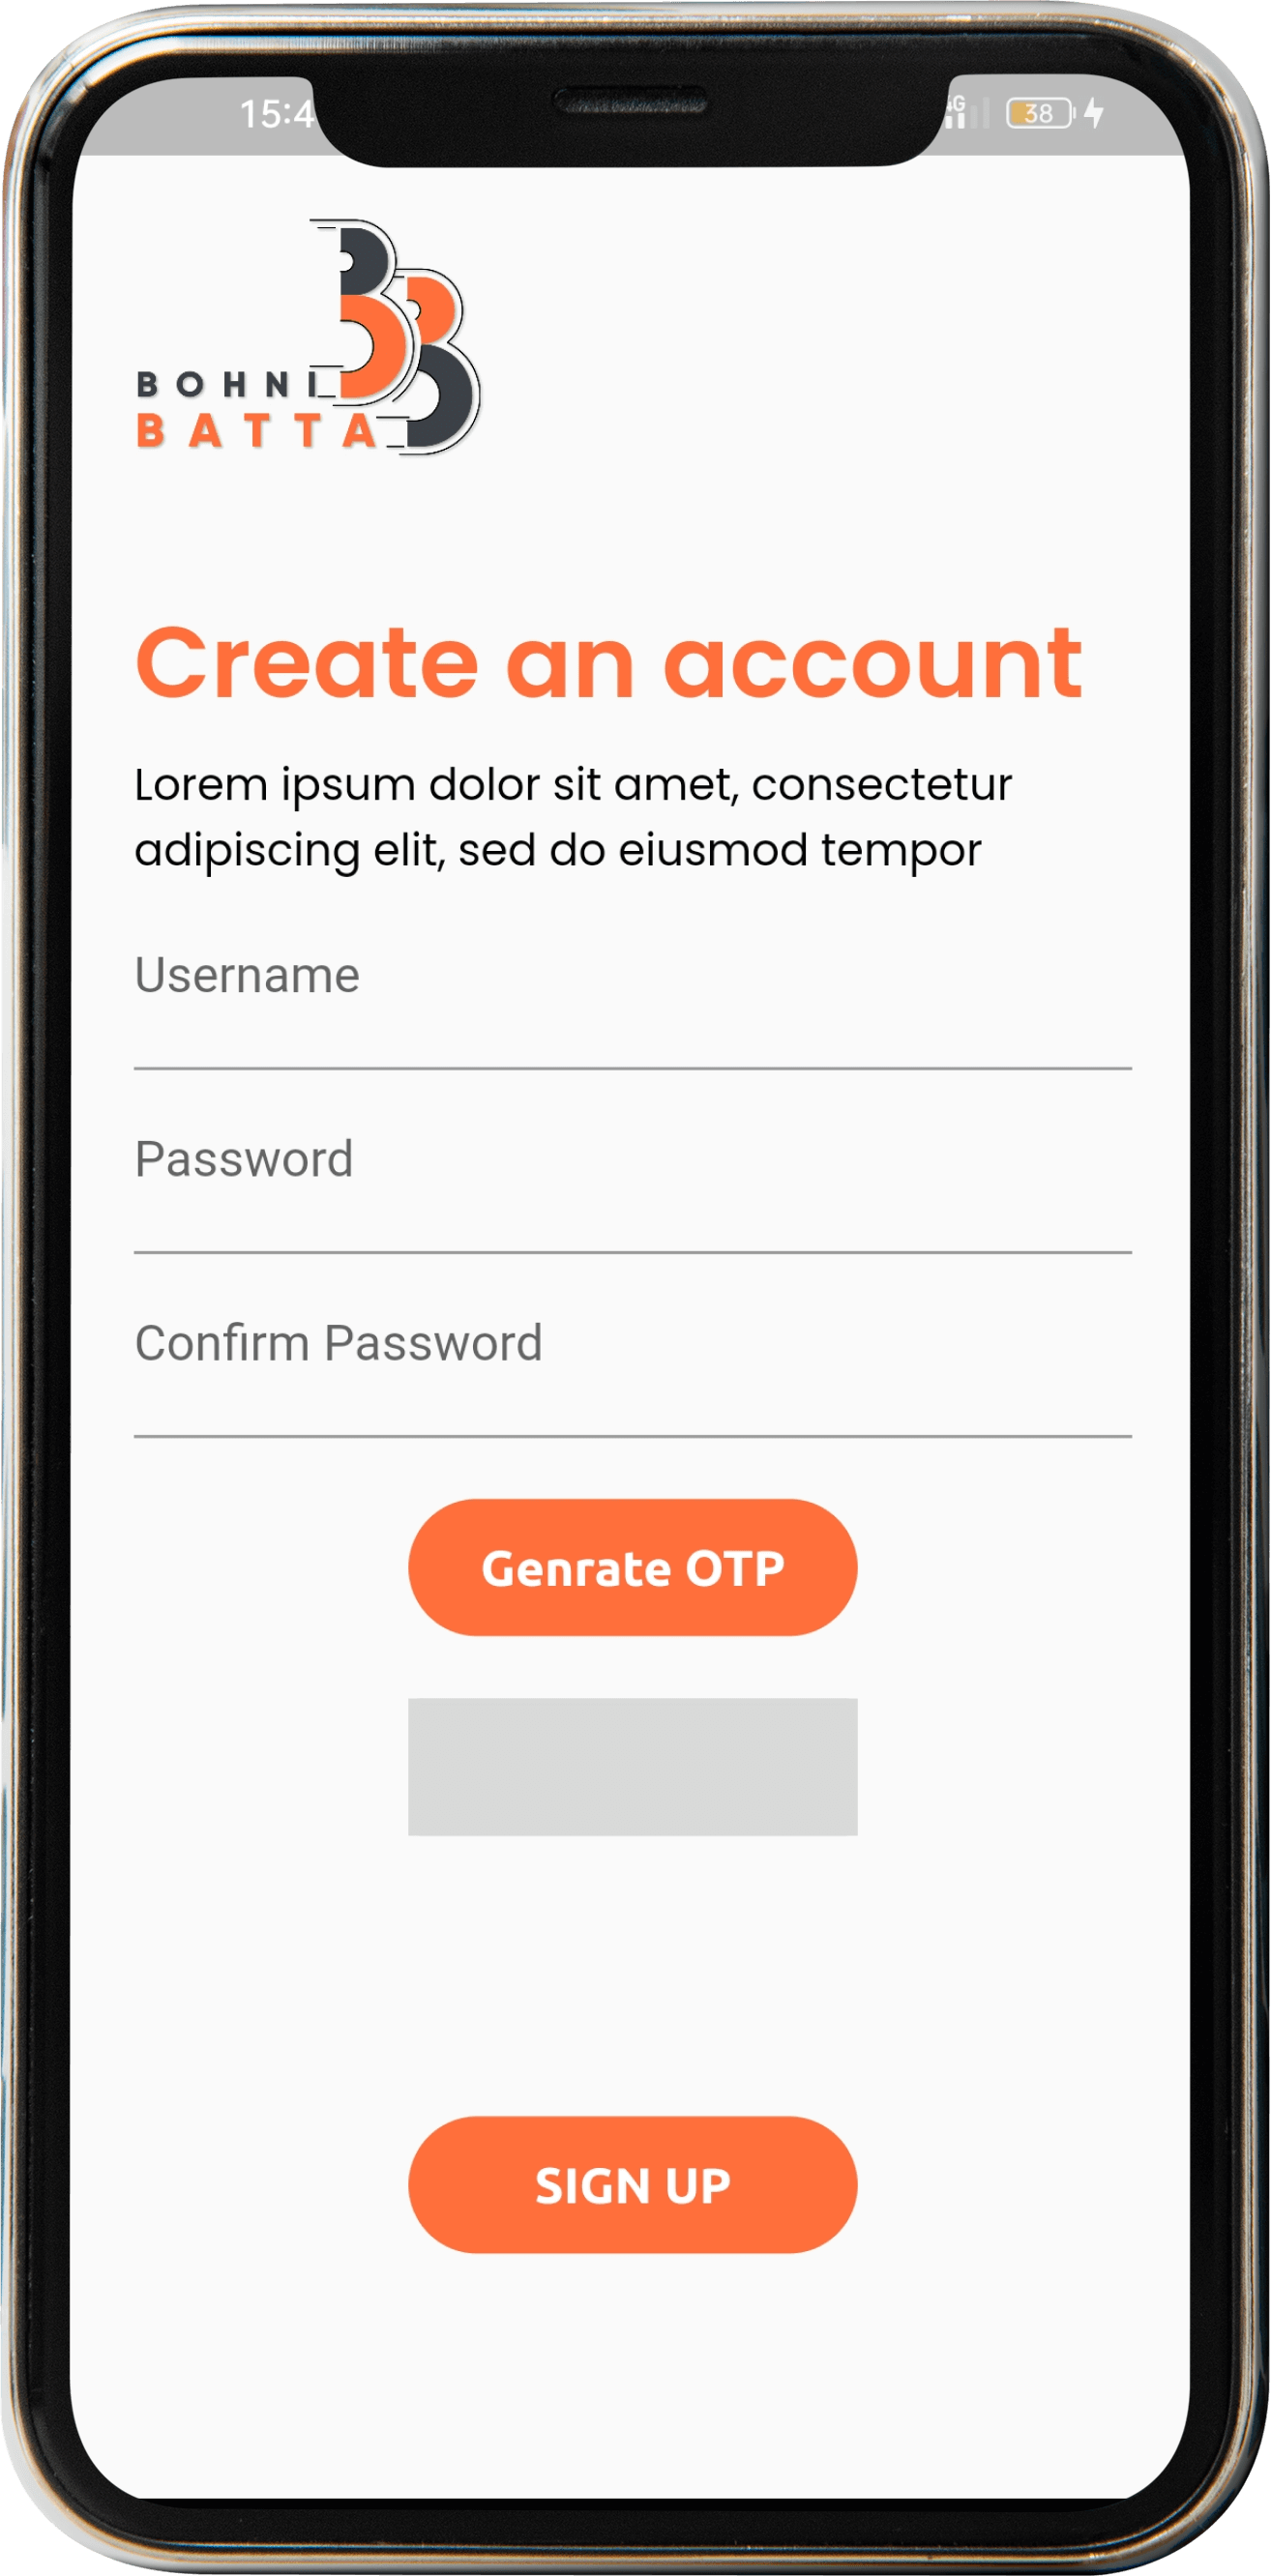 15:4
4G
38
BOHNI
BATTA
Create an account
Lorem ipsum dolor sit amet, consectetur
adipiscing elit, sed do eiusmod tempor
Username
Password
Confirm Password
Genrate OTP
SIGN UP